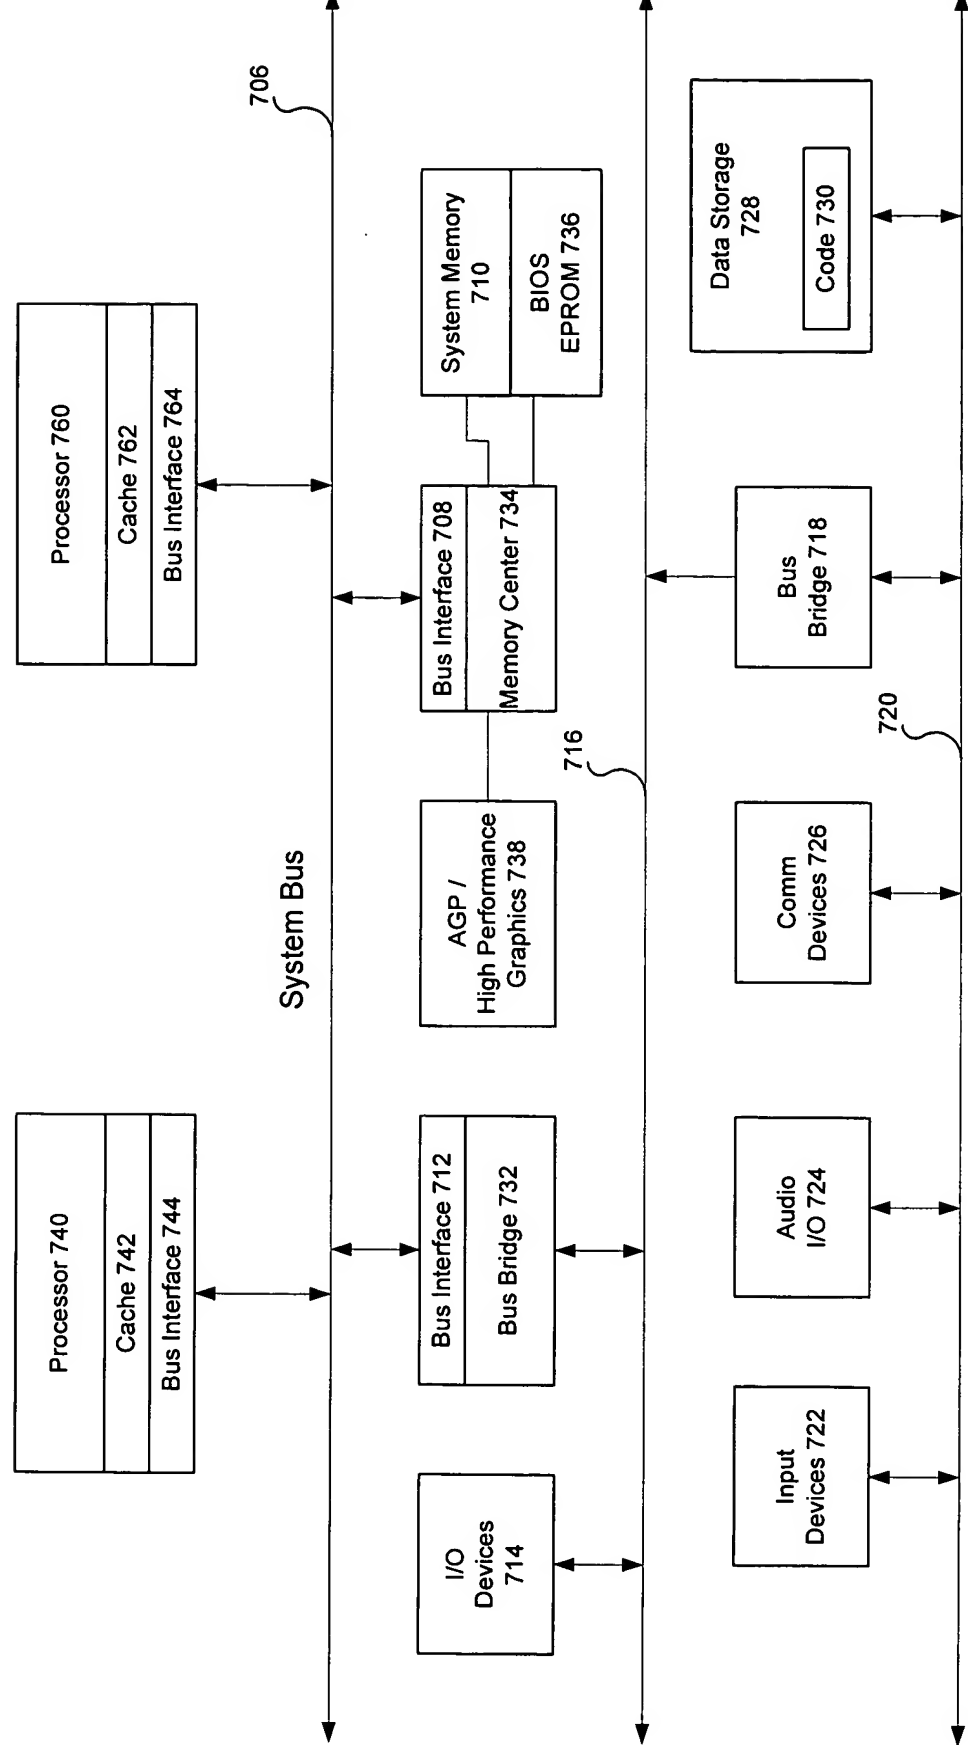 Processor 740
Cache 742
Bus Interface 744
Processor 760
Cache 762
Bus Interface 764
System Bus
706
I/O
Devices
714
Bus Interface 712
Bus Bridge 732
AGP /
High Performance
Graphics 738
Bus Interface 708
Memory Center 734
System Memory
710
BIOS
EPROM 736
716
Input
Devices 722
Audio
I/O 724
Comm
Devices 726
Bus
Bridge 718
Data Storage
728
Code 730
720